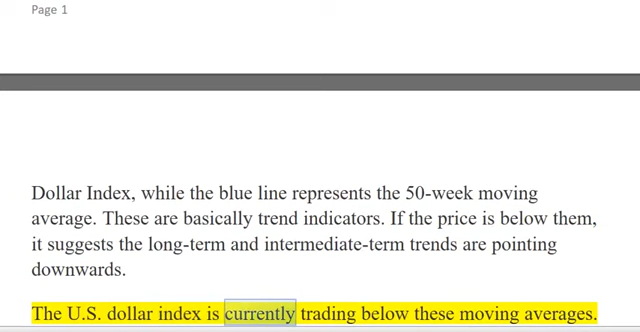 Page 1
Dollar Index, while the blue line represents the 50-week moving
average. These are basically trend indicators. If the price is below them,
it suggests the long-term and intermediate-term trends are pointing
downwards.
The U.S. dollar index is currently trading below these moving averages.